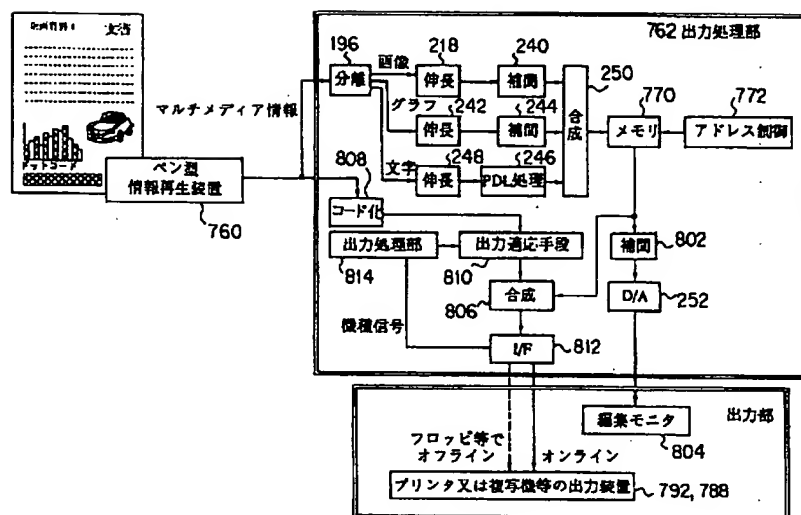 企画資料1 文書
ドットコード
ペン型
情報再生装置
760
マルチメディア情報
762 出力処理部
196
分離
画像
218
伸長
240
補間
250
合成
770
メモリ
772
アドレス制御
グラフ
242
伸長
244
補間
文字
248
伸長
246
PDL処理
808
コード化
出力処理部
814
出力適応手段
810
合成
806
補間
802
D/A
252
機種信号
I/F
812
出力部
編集モニタ
804
フロッピ等で
オフライン
オンライン
プリンタ又は複写機等の出力装置
792, 788